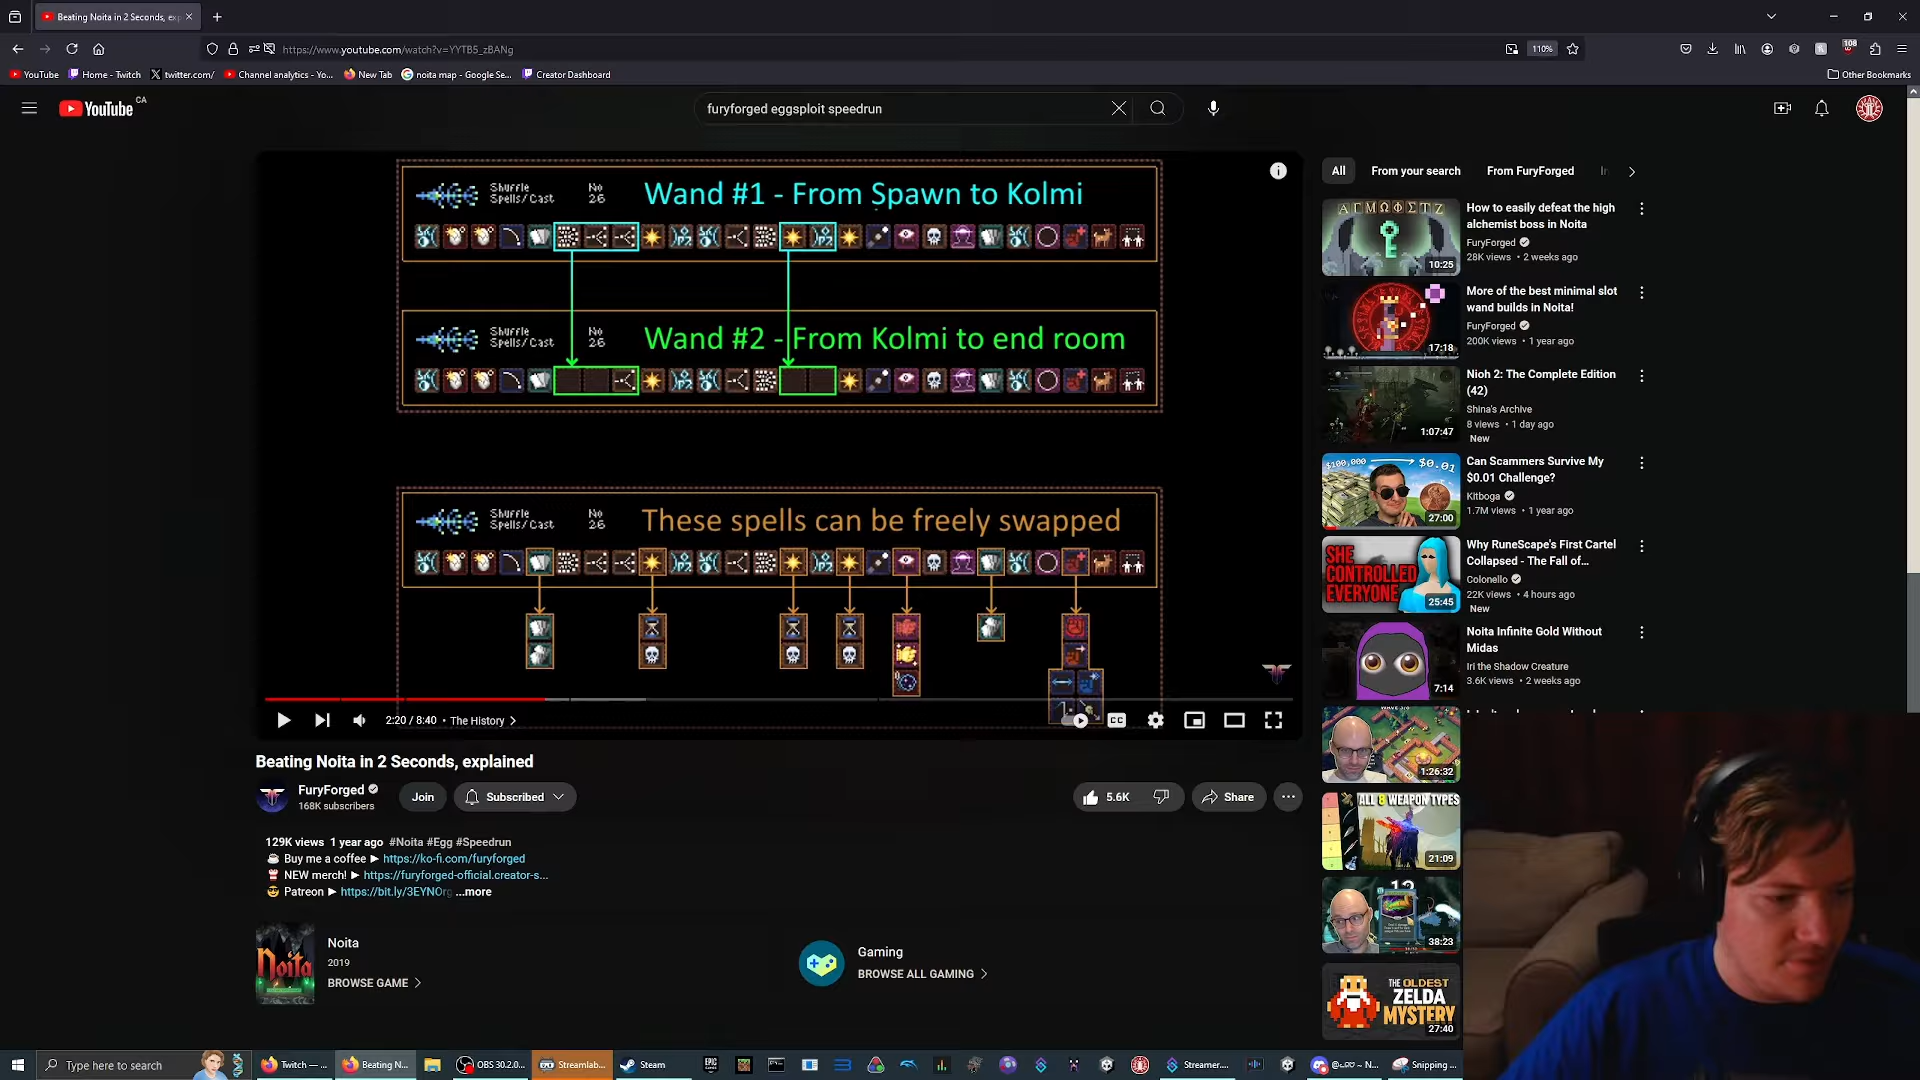 Beating Noita in 2 Seconds, exp
https://www.youtube.com/watch?v=YYTB5_zBANg
110%
108
YouTube
Home - Twitch
twitter.com/
Channel analytics - Yo...
New Tab
noita map - Google Se...
Creator Dashboard
Other Bookmarks
YouTube CA
furyforged eggsploit speedrun
Shuffle No
Spells/Cast 26
Wand #1 - From Spawn to Kolmi
Shuffle No
Spells/Cast 26
Wand #2 - From Kolmi to end room
Shuffle No
Spells/Cast 26
These spells can be freely swapped
2:20 / 8:40 • The History
CC
Beating Noita in 2 Seconds, explained
FuryForged
168K subscribers
Join
Subscribed
5.6K
Share
129K views 1 year ago #Noita #Egg #Speedrun
Buy me a coffee ► https://ko-fi.com/furyforged
NEW merch! ► https://furyforged-official.creator-s...
Patreon ► https://bit.ly/3EYNOrg ...more
Noita
2019
BROWSE GAME
Gaming
BROWSE ALL GAMING
All
From your search
From FuryForged
How to easily defeat the high
alchemist boss in Noita
FuryForged
28K views • 2 weeks ago
10:25
More of the best minimal slot
wand builds in Noita!
FuryForged
200K views • 1 year ago
17:18
Nioh 2: The Complete Edition
(42)
Shina's Archive
8 views • 1 day ago
New
1:07:47
$100,000
$0.01
Can Scammers Survive My
$0.01 Challenge?
Kitboga
1.7M views • 1 year ago
27:00
SHE
CONTROLLED
EVERYONE
Why RuneScape's First Cartel
Collapsed - The Fall of...
Colonello
22K views • 4 hours ago
New
25:45
Noita Infinite Gold Without
Midas
Iri the Shadow Creature
3.6K views • 2 weeks ago
7:14
1:26:32
ALL 8 WEAPON TYPES
21:09
38:23
THE OLDEST
ZELDA
MYSTERY
27:40
Type here to search
Twitch — ...
Beating N...
OBS 30.2.0...
Streamlab...
Steam
Streamer....
Snipping ...